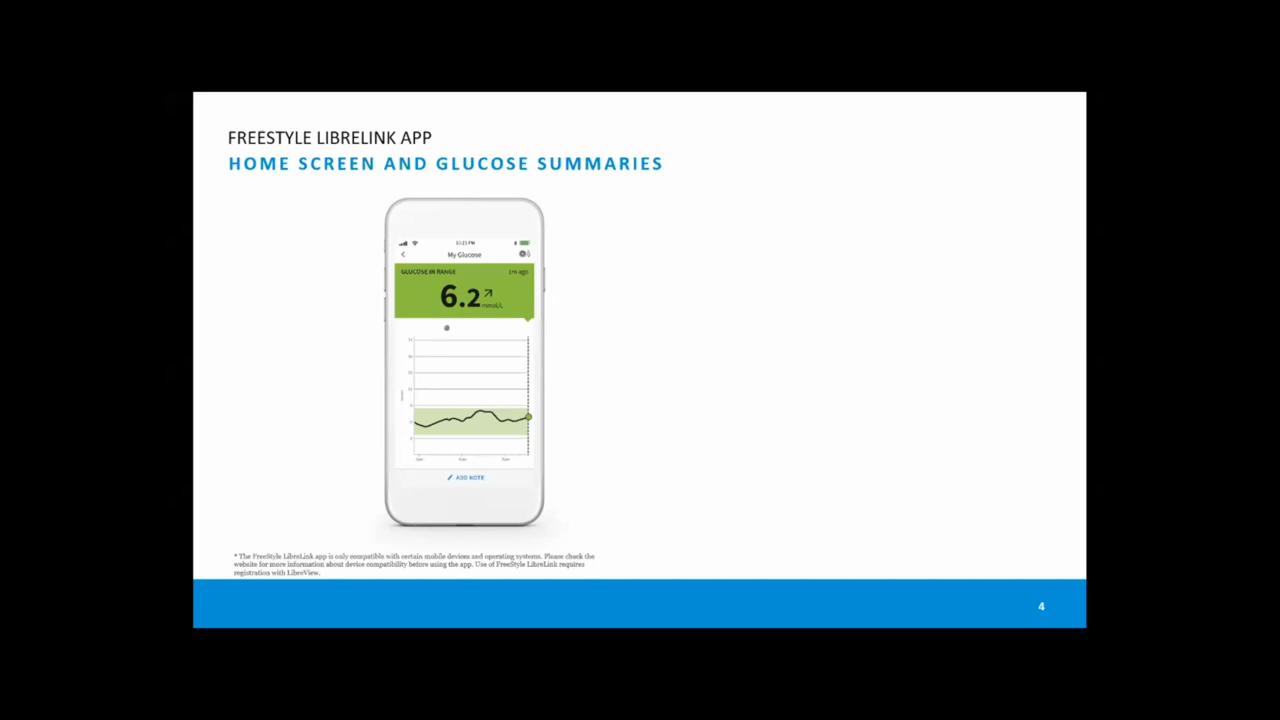 FREESTYLE LIBRELINK APP
HOME SCREEN AND GLUCOSE SUMMARIES
My Glucose
GLUCOSE IN RANGE 1m ago
6.2 mmol/L
ADD NOTE
* The FreeStyle LibreLink app is only compatible with certain mobile devices and operating systems. Please check the
website for more information about device compatibility before using the app. Use of FreeStyle LibreLink requires
registration with LibreView.
4